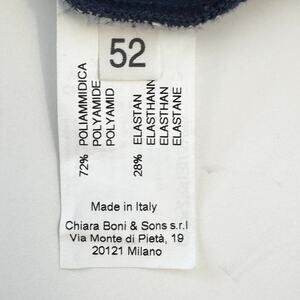 52
72% POLIAMMIDICA
POLYAMIDE
POLYAMID
28% ELASTAN
ELASTHANN
ELASTHAN
ELASTANE
Made in Italy
Chiara Boni & Sons s.r.l
Via Monte di Pietà, 19
20121 Milano